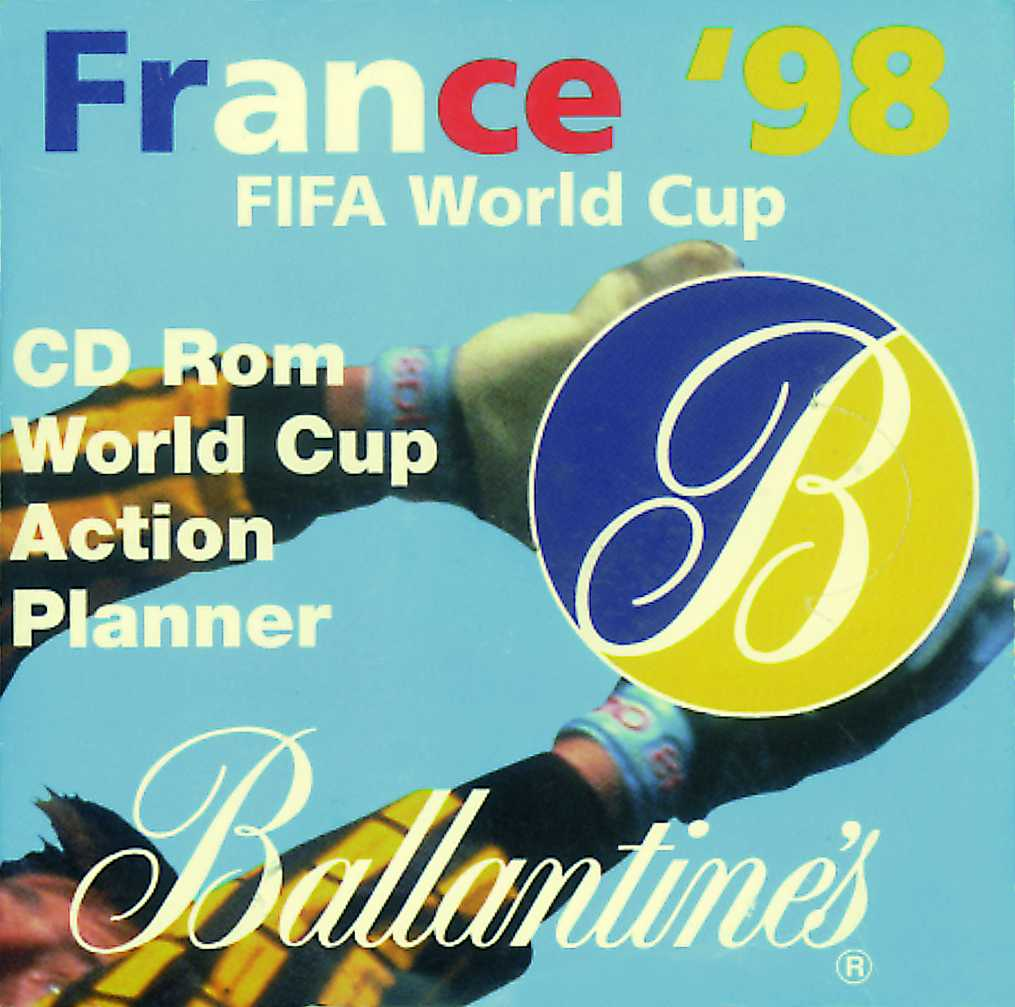 France '98
FIFA World Cup
CD Rom
World Cup
Action
Planner
B
Ballantine's
®